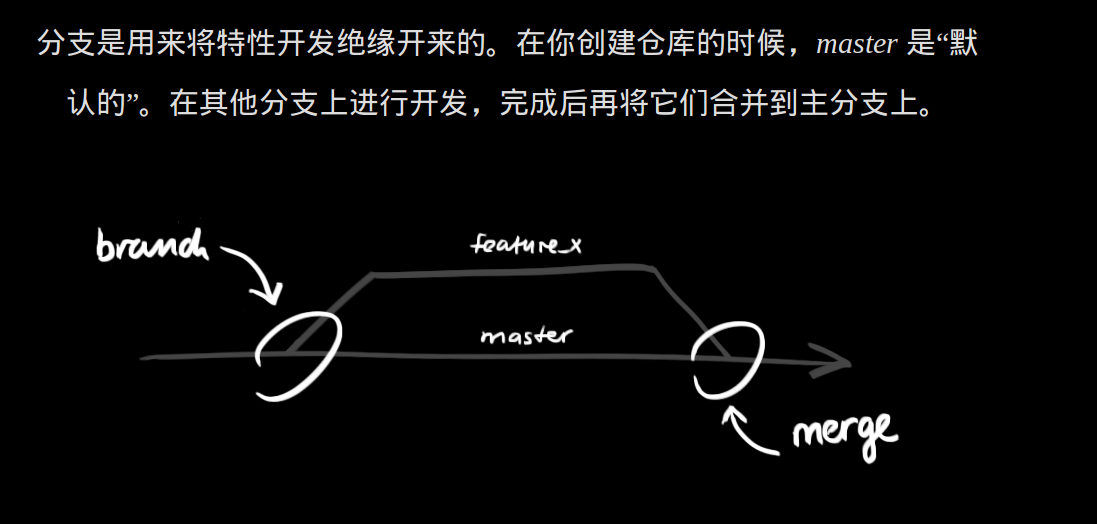 分支是用来将特性开发绝缘开来的。在你创建仓库的时候，master 是“默
认的”。在其他分支上进行开发，完成后再将它们合并到主分支上。
branch
feature_x
master
merge